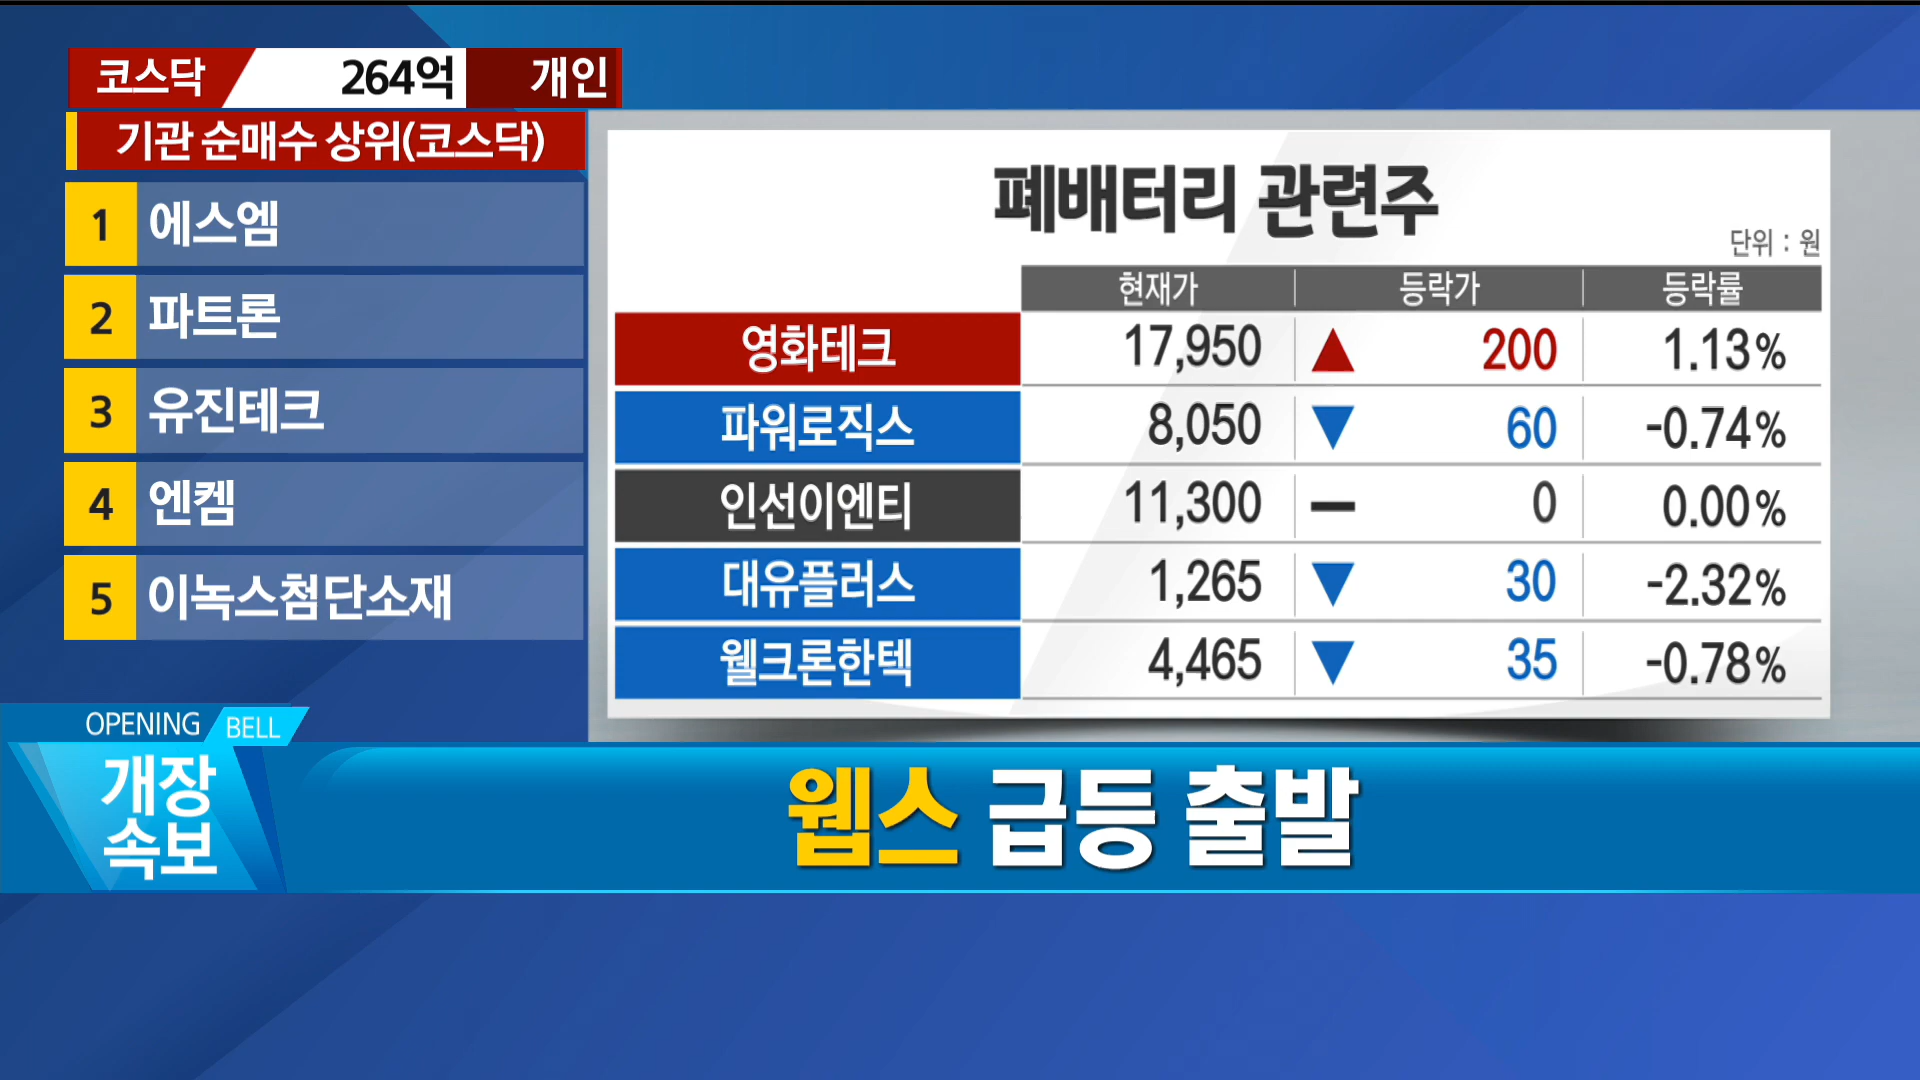 코스닥 264억 개인
기관 순매수 상위(코스닥)
1 에스엠
2 파트론
3 유진테크
4 엔켐
5 이녹스첨단소재
폐배터리 관련주
단위 : 원
현재가 등락가 등락률
영화테크 17,950 ▲ 200 1.13%
파워로직스 8,050 ▼ 60 -0.74%
인선이엔티 11,300 － 0 0.00%
대유플러스 1,265 ▼ 30 -2.32%
웰크론한텍 4,465 ▼ 35 -0.78%
OPENING BELL
개장
속보
웹스 급등 출발